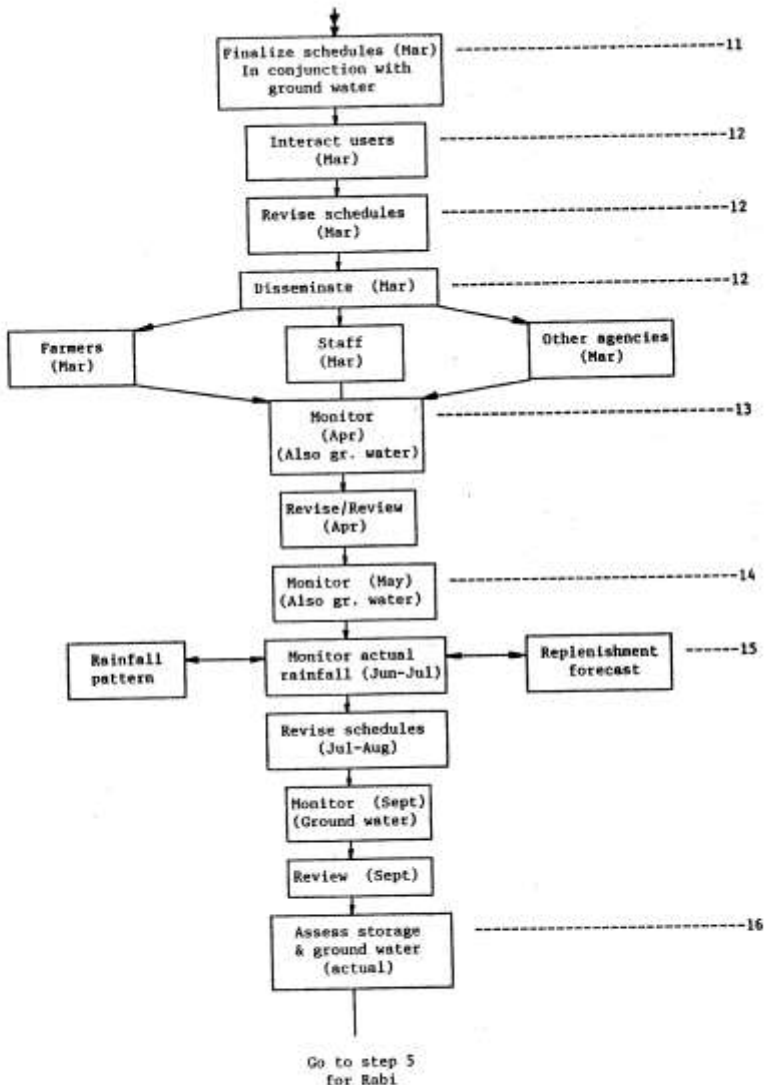 Finalize schedules (Mar)
In conjunction with
ground water
--------------------11
Interact users
(Mar)
--------------------12
Revise schedules
(Mar)
--------------------12
Disseminate (Mar)
--------------------12
Farmers
(Mar)
Staff
(Mar)
Other agencies
(Mar)
Monitor
(Apr)
(Also gr. water)
--------------------13
Revise/Review
(Apr)
Monitor (May)
(Also gr. water)
--------------------14
Rainfall
pattern
Monitor actual
rainfall (Jun-Jul)
Replenishment
forecast
---------15
Revise schedules
(Jul-Aug)
Monitor (Sept)
(Ground water)
Review (Sept)
Assess storage
& ground water
(actual)
--------------------16
Go to step 5
for Rabi